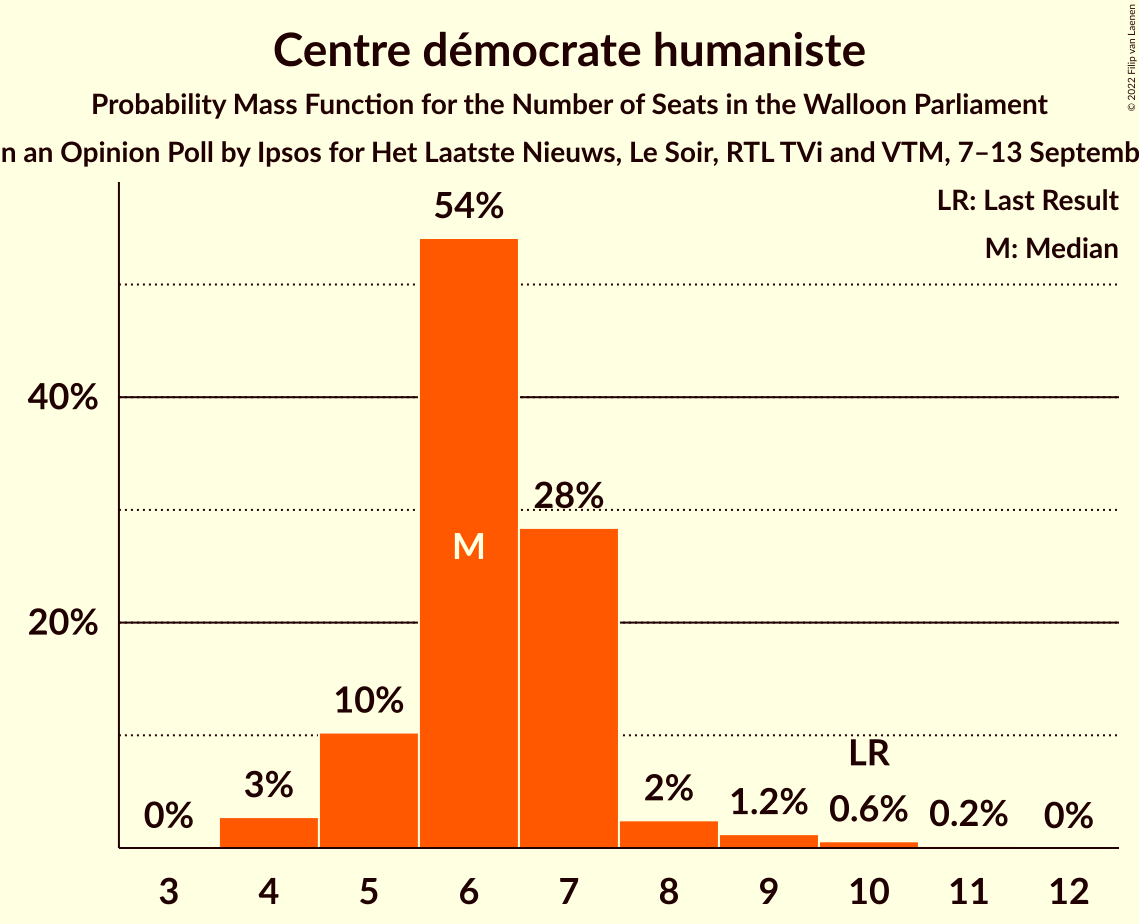 Centre démocrate humaniste
Probability Mass Function for the Number of Seats in the Walloon Parliament
n an Opinion Poll by Ipsos for Het Laatste Nieuws, Le Soir, RTL TVi and VTM, 7–13 Septemb
© 2022 Filip van Laenen
LR: Last Result
M: Median
54%
40%
28%
M
20%
10%
LR
3%
2%
1.2%
0.6%
0.2%
0%
0%
3 4 5 6 7 8 9 10 11 12